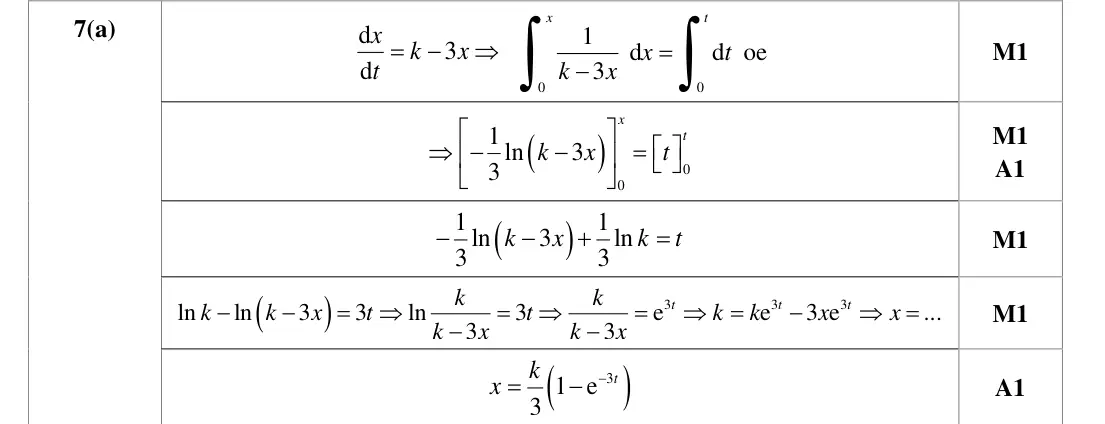 7(a)
dx/dt = k − 3x ⇒ ∫₀ˣ 1/(k − 3x) dx = ∫₀ᵗ dt oe M1
⇒ [−1/3 ln(k − 3x)]₀ˣ = [t]₀ᵗ M1
A1
−1/3 ln(k − 3x) + 1/3 ln k = t M1
ln k − ln(k − 3x) = 3t ⇒ ln k/(k − 3x) = 3t ⇒ k/(k − 3x) = e³ᵗ ⇒ k = ke³ᵗ − 3xe³ᵗ ⇒ x = ... M1
x = k/3 (1 − e⁻³ᵗ) A1